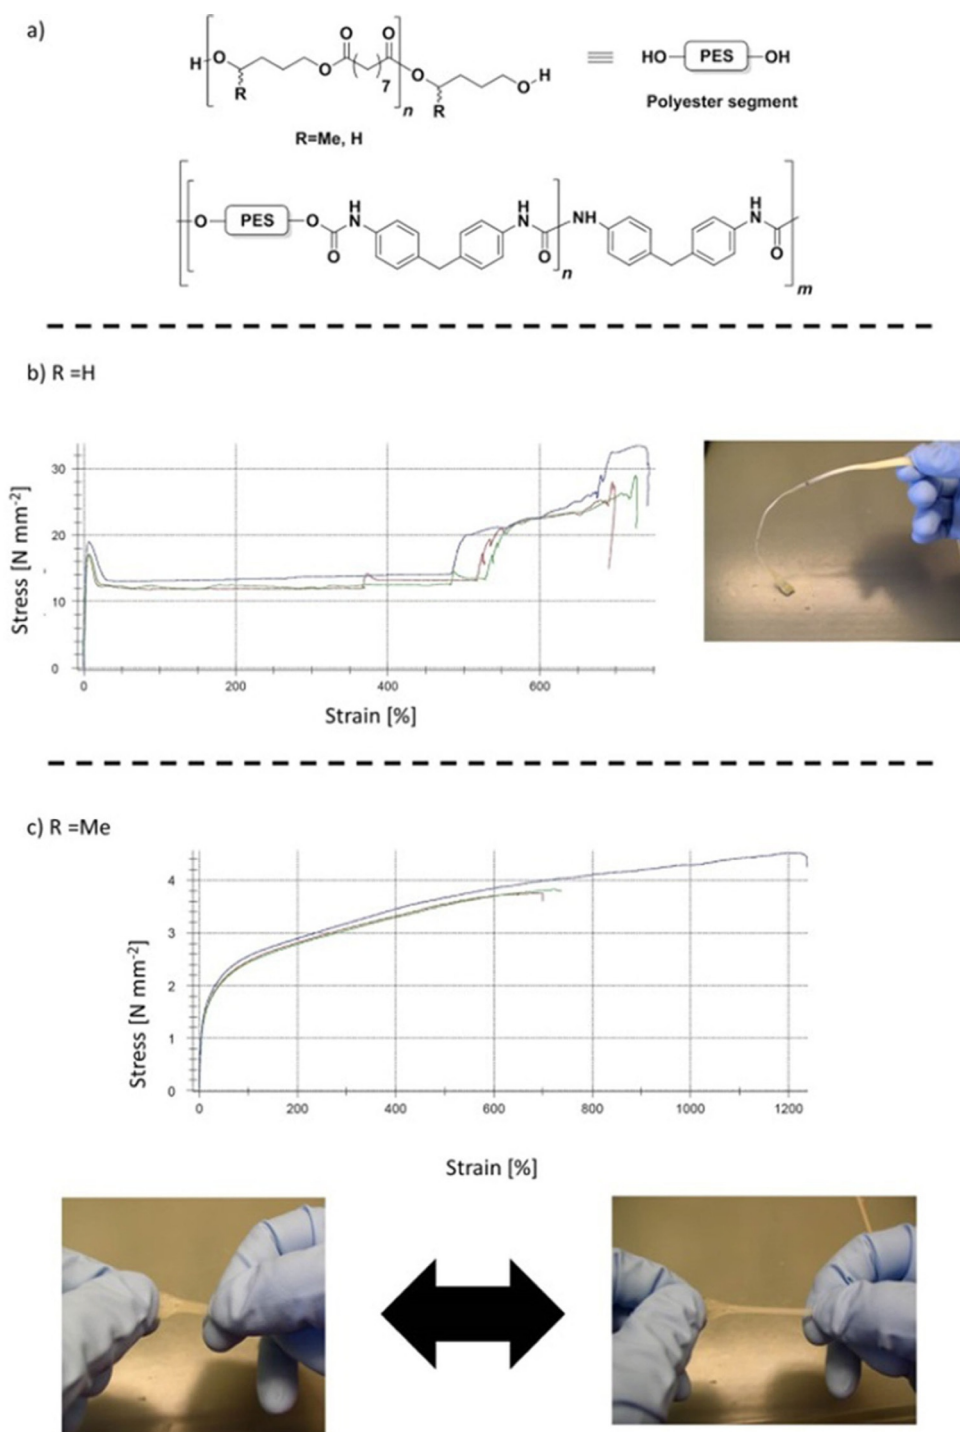 a)
O O
H O O 7 O O H
R n R
R=Me, H
HO PES OH
Polyester segment
O PES O H N H N NH H N
O O n O m
b) R =H
Stress [N mm-2]
30
20
10
0
0 200 400 600
Strain [%]
c) R =Me
Stress [N mm-2]
4
3
2
1
0
0 200 400 600 800 1000 1200
Strain [%]